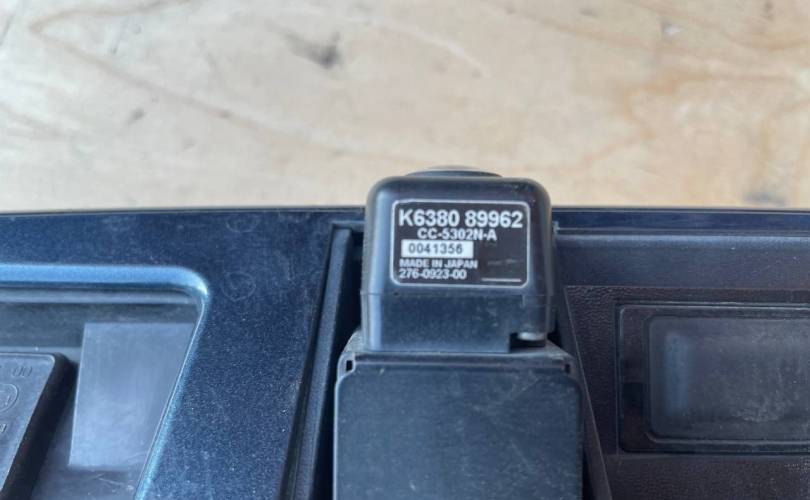 K6380 89962
CC-5302N-A
0041356
MADE IN JAPAN
276-0923-00